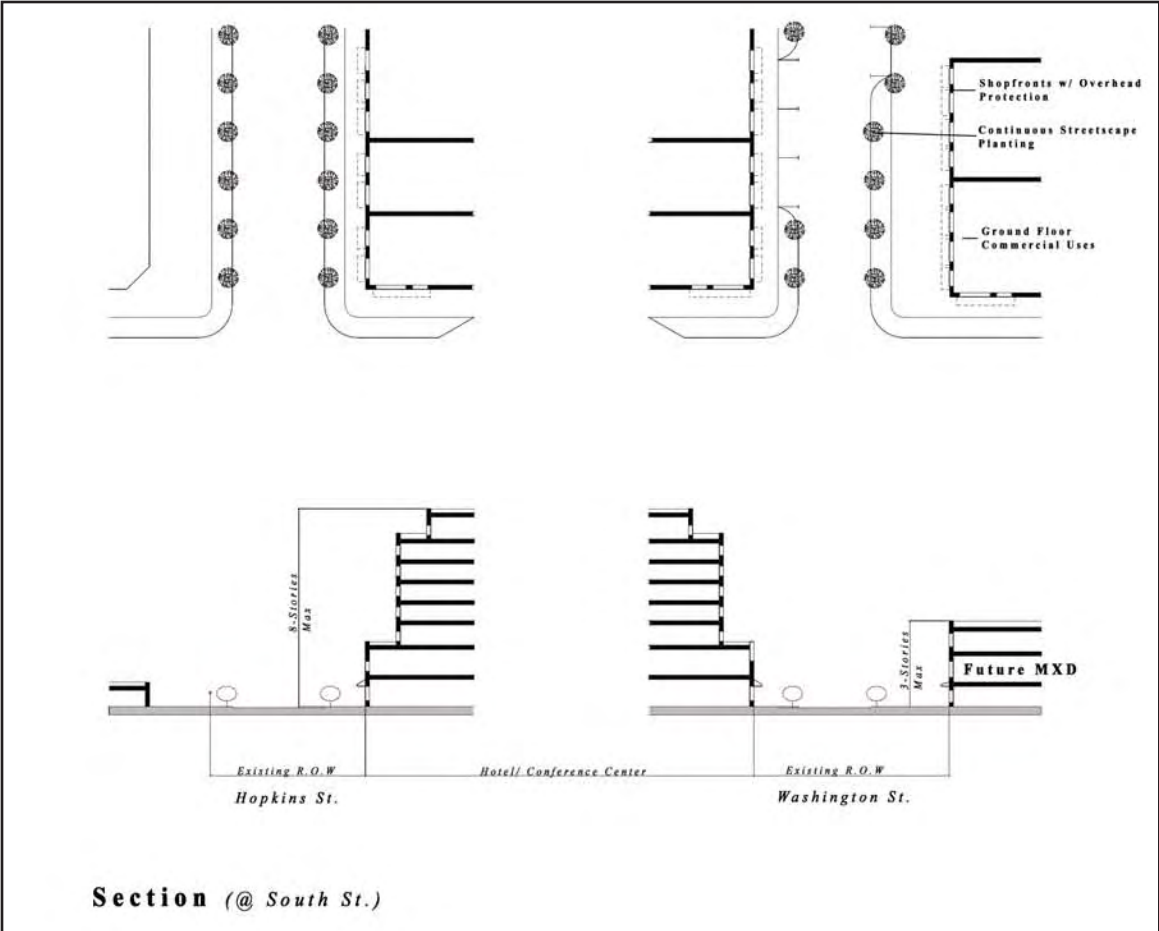 Shopfronts w/ Overhead
Protection
Continuous Streetscape
Planting
Ground Floor
Commercial Uses
8-Stories
Max
3-Stories
Max
Future MXD
Existing R.O.W
Hotel/ Conference Center
Existing R.O.W
Hopkins St.
Washington St.
Section (@ South St.)